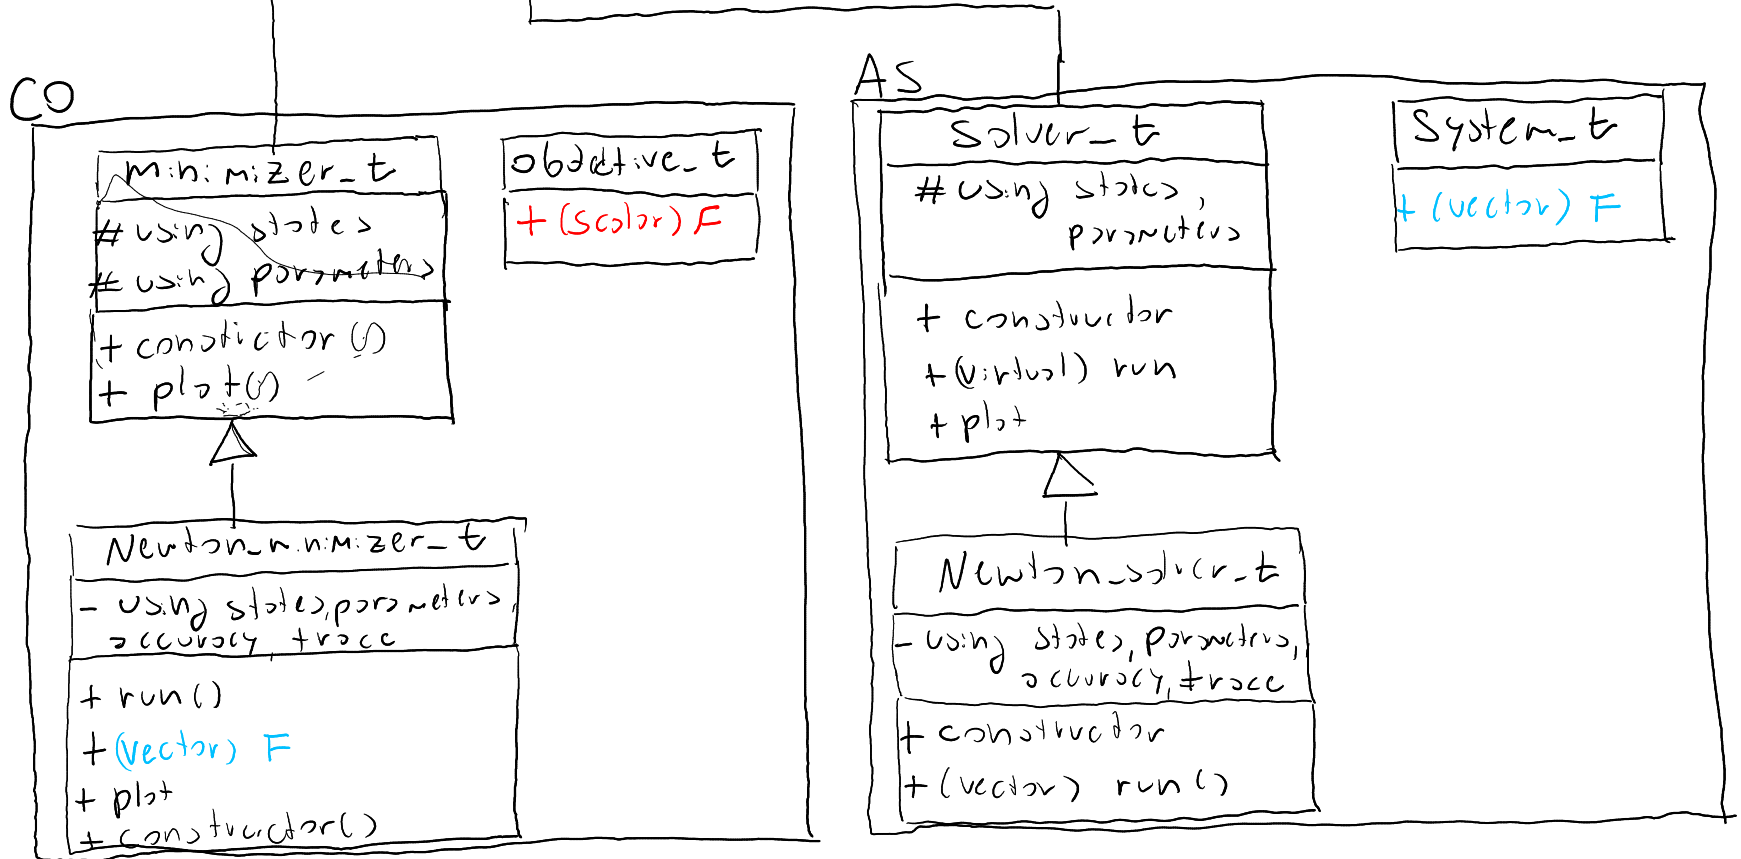 CO
Minimizer_t
# using states
# using parameters
+ constictor ()
+ plot()
objective_t
+ (scalar) F
Newton_minimizer_t
- using states, parameters,
accuracy, trace
+ run()
+ (vector) F
+ plot
+ constructor()
AS
Solver_t
# using states,
parameters
+ constructor
+ (virtual) run
+ plot
System_t
+ (vector) F
Newton_solver_t
- using states, parameters,
accuracy, trace
+ constructor
+ (vector) run()